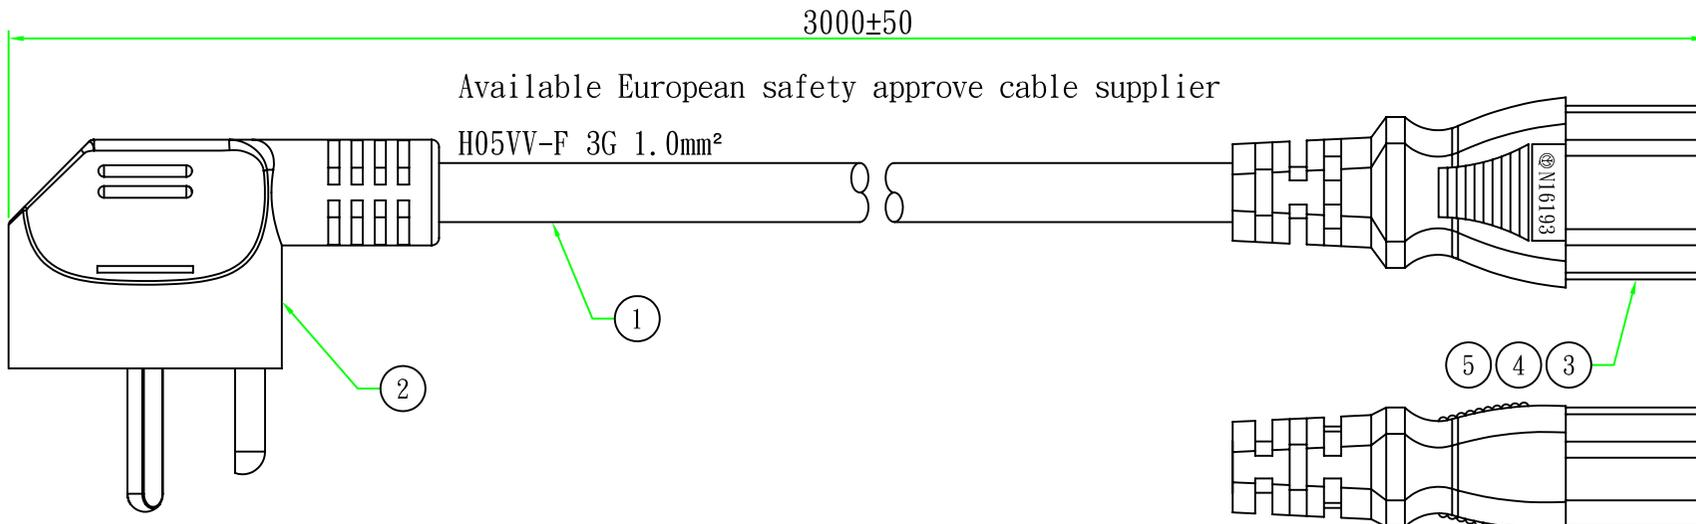 3000±50
Available European safety approve cable supplier
H05VV-F 3G 1.0mm²
N16193
1
2
5 4 3